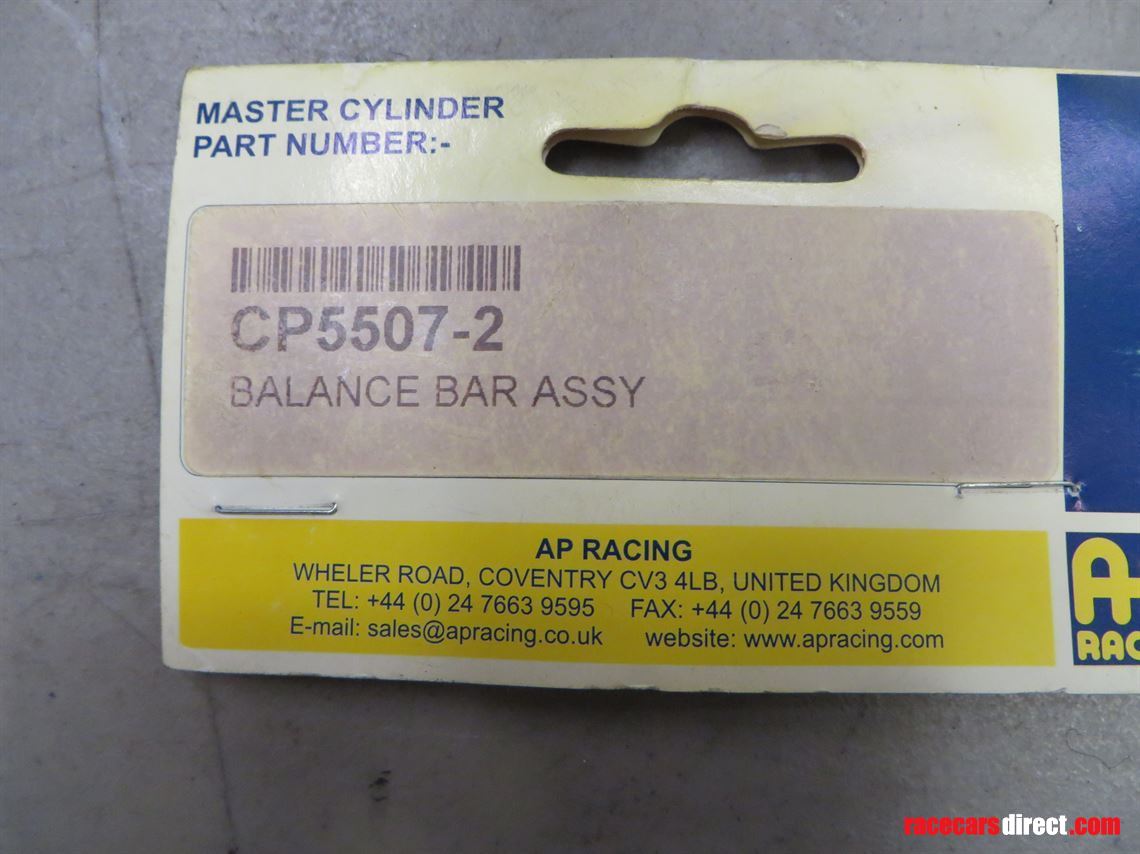 MASTER CYLINDER
PART NUMBER:-
CP5507-2
BALANCE BAR ASSY
AP RACING
WHELER ROAD, COVENTRY CV3 4LB, UNITED KINGDOM
TEL: +44 (0) 24 7663 9595 FAX: +44 (0) 24 7663 9559
E-mail: sales@apracing.co.uk website: www.apracing.com
A
RAC
racecarsdirect.com